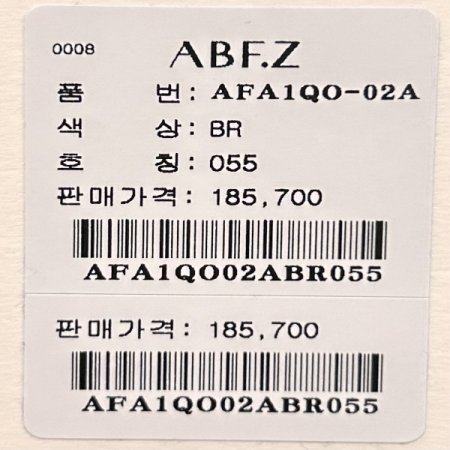 0008 ABF.Z
품 번: AFA1QO-02A
색 상: BR
호 칭: 055
판매가격: 185,700
AFA1QO02ABR055
판매가격: 185,700
AFA1QO02ABR055